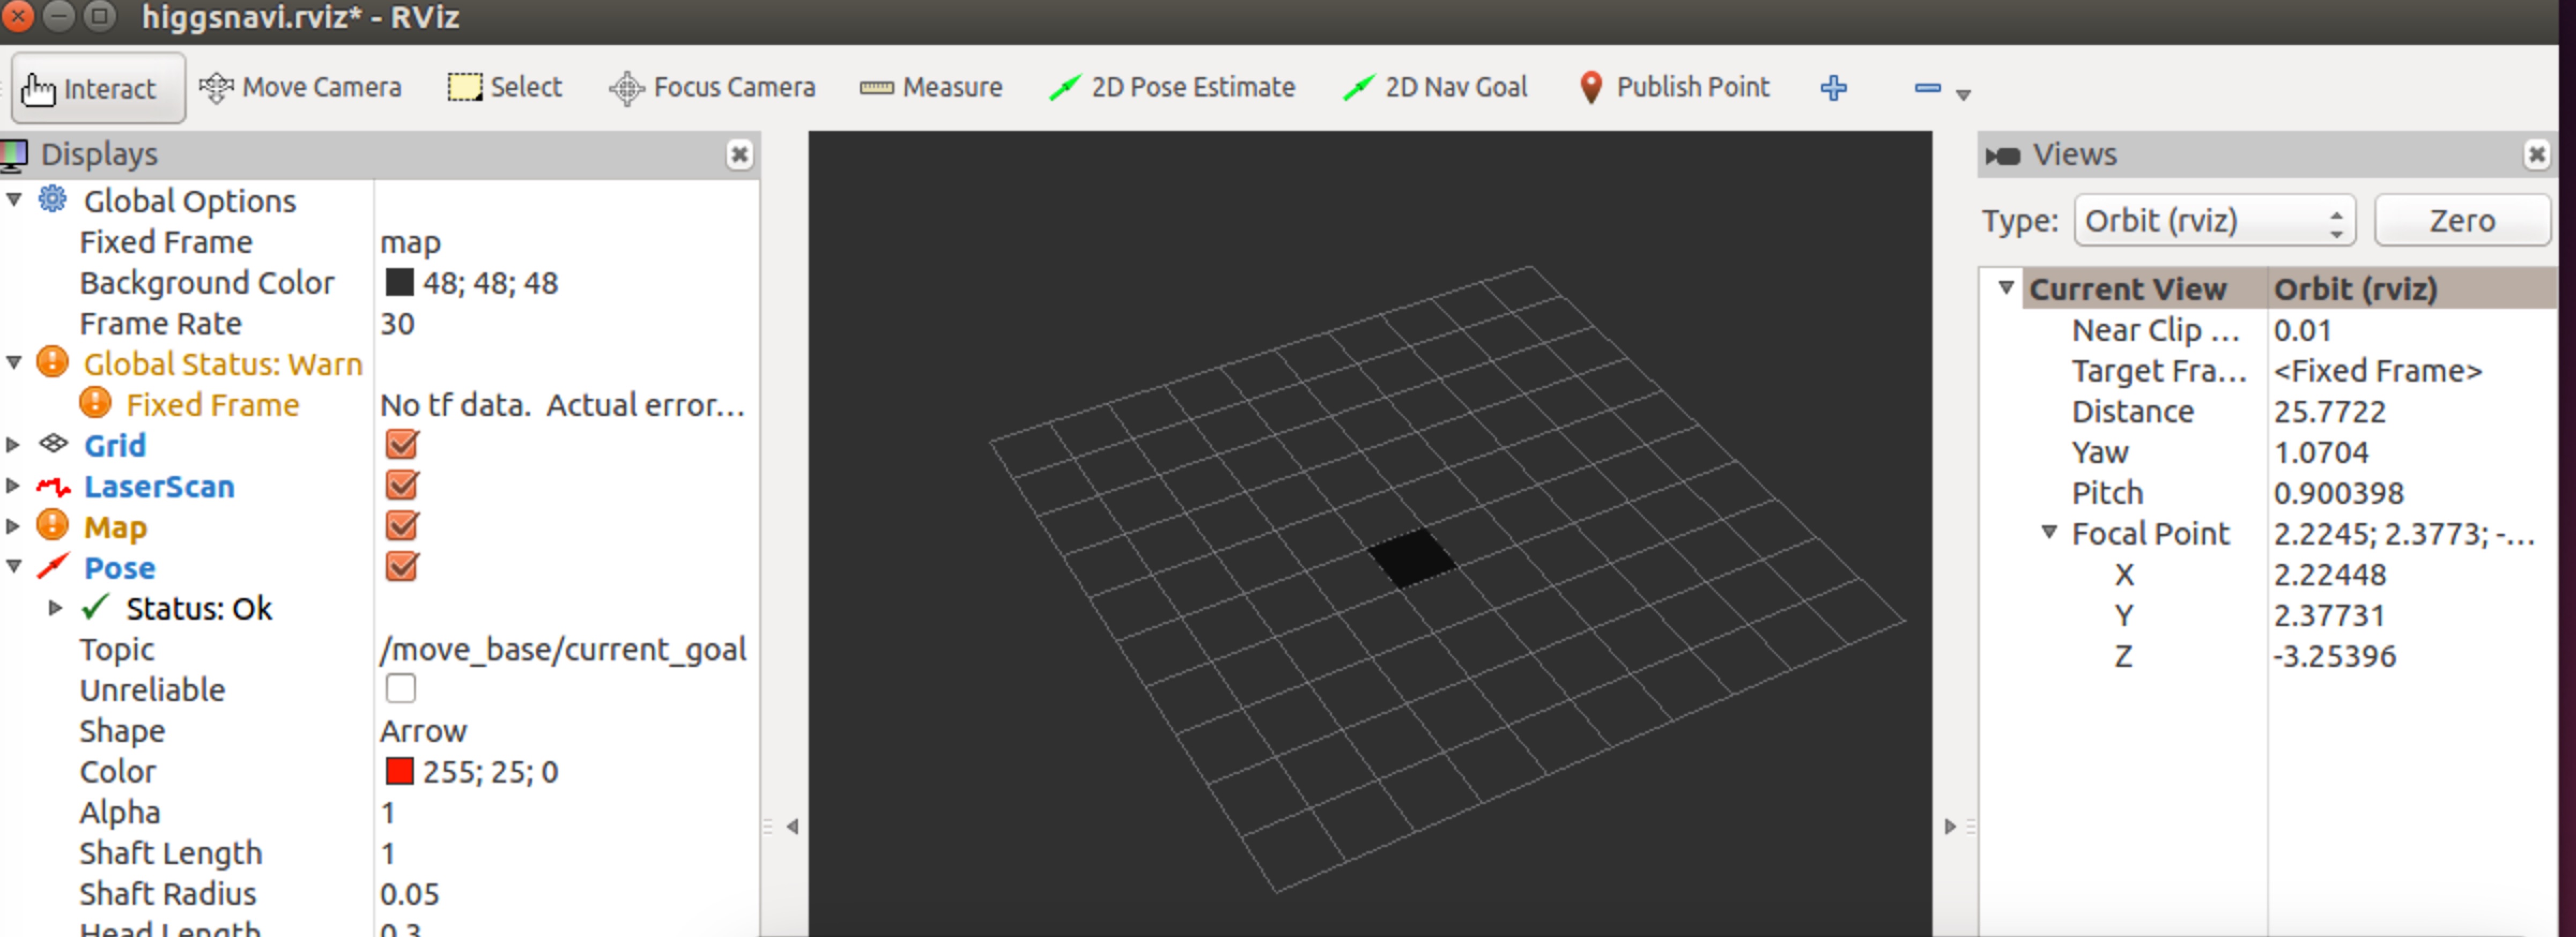 higgsnavi.rviz* - RViz
Interact Move Camera Select Focus Camera Measure 2D Pose Estimate 2D Nav Goal Publish Point
Displays
Global Options
Fixed Frame map
Background Color 48; 48; 48
Frame Rate 30
Global Status: Warn
Fixed Frame No tf data.  Actual error...
Grid
LaserScan
Map
Pose
Status: Ok
Topic /move_base/current_goal
Unreliable
Shape Arrow
Color 255; 25; 0
Alpha 1
Shaft Length 1
Shaft Radius 0.05
Head Length 0.3
Views
Type: Orbit (rviz) Zero
Current View Orbit (rviz)
Near Clip ... 0.01
Target Fra... <Fixed Frame>
Distance 25.7722
Yaw 1.0704
Pitch 0.900398
Focal Point 2.2245; 2.3773; -...
X 2.22448
Y 2.37731
Z -3.25396